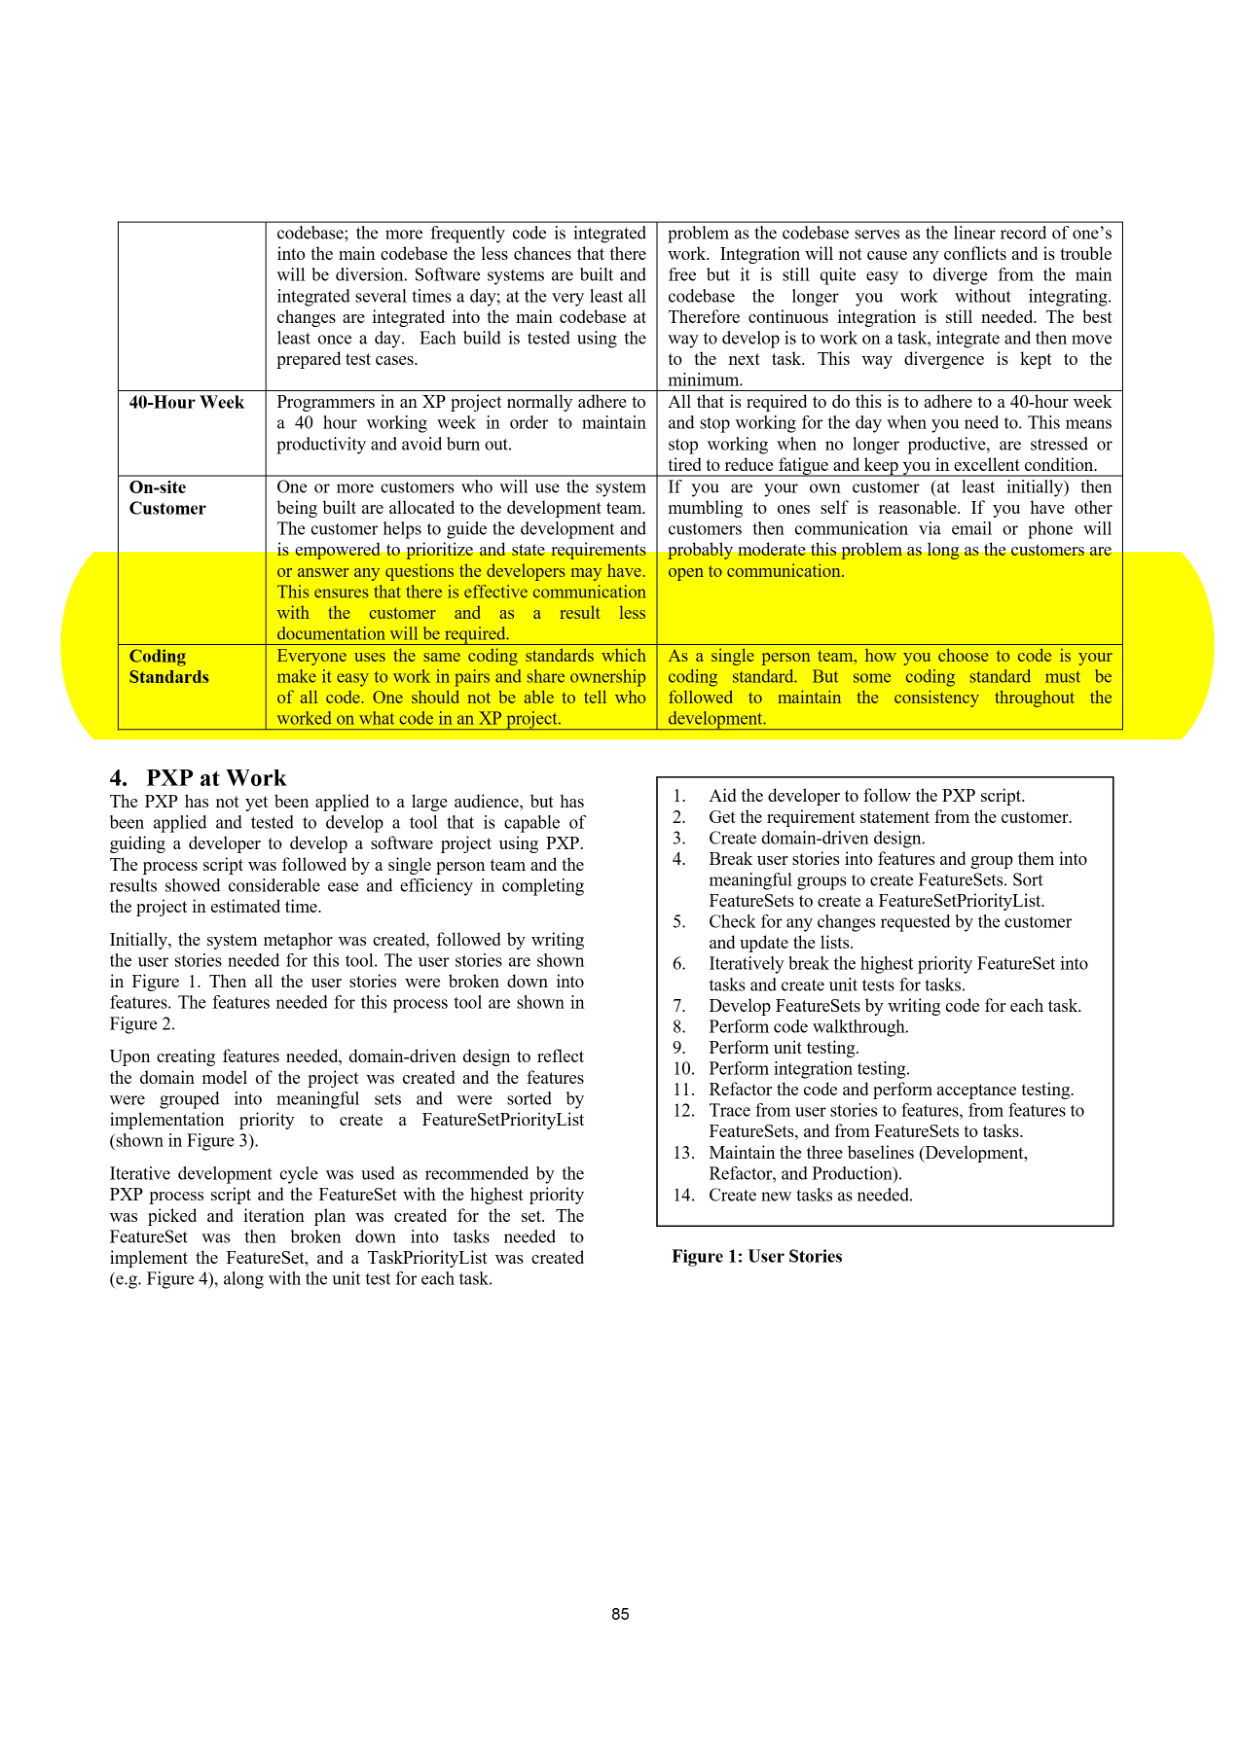 codebase; the more frequently code is integrated
into the main codebase the less chances that there
will be diversion. Software systems are built and
integrated several times a day; at the very least all
changes are integrated into the main codebase at
least once a day.  Each build is tested using the
prepared test cases.
problem as the codebase serves as the linear record of one's
work.  Integration will not cause any conflicts and is trouble
free but it is still quite easy to diverge from the main
codebase the longer you work without integrating.
Therefore continuous integration is still needed. The best
way to develop is to work on a task, integrate and then move
to the next task. This way divergence is kept to the
minimum.
40-Hour Week
Programmers in an XP project normally adhere to
a 40 hour working week in order to maintain
productivity and avoid burn out.
All that is required to do this is to adhere to a 40-hour week
and stop working for the day when you need to. This means
stop working when no longer productive, are stressed or
tired to reduce fatigue and keep you in excellent condition.
On-site
Customer
One or more customers who will use the system
being built are allocated to the development team.
The customer helps to guide the development and
is empowered to prioritize and state requirements
or answer any questions the developers may have.
This ensures that there is effective communication
with the customer and as a result less
documentation will be required.
If you are your own customer (at least initially) then
mumbling to ones self is reasonable. If you have other
customers then communication via email or phone will
probably moderate this problem as long as the customers are
open to communication.
Coding
Standards
Everyone uses the same coding standards which
make it easy to work in pairs and share ownership
of all code. One should not be able to tell who
worked on what code in an XP project.
As a single person team, how you choose to code is your
coding standard. But some coding standard must be
followed to maintain the consistency throughout the
development.
4.  PXP at Work
The PXP has not yet been applied to a large audience, but has
been applied and tested to develop a tool that is capable of
guiding a developer to develop a software project using PXP.
The process script was followed by a single person team and the
results showed considerable ease and efficiency in completing
the project in estimated time.
Initially, the system metaphor was created, followed by writing
the user stories needed for this tool. The user stories are shown
in Figure 1. Then all the user stories were broken down into
features. The features needed for this process tool are shown in
Figure 2.
Upon creating features needed, domain-driven design to reflect
the domain model of the project was created and the features
were grouped into meaningful sets and were sorted by
implementation priority to create a FeatureSetPriorityList
(shown in Figure 3).
Iterative development cycle was used as recommended by the
PXP process script and the FeatureSet with the highest priority
was picked and iteration plan was created for the set. The
FeatureSet was then broken down into tasks needed to
implement the FeatureSet, and a TaskPriorityList was created
(e.g. Figure 4), along with the unit test for each task.
1. Aid the developer to follow the PXP script.
2. Get the requirement statement from the customer.
3. Create domain-driven design.
4. Break user stories into features and group them into
meaningful groups to create FeatureSets. Sort
FeatureSets to create a FeatureSetPriorityList.
5. Check for any changes requested by the customer
and update the lists.
6. Iteratively break the highest priority FeatureSet into
tasks and create unit tests for tasks.
7. Develop FeatureSets by writing code for each task.
8. Perform code walkthrough.
9. Perform unit testing.
10. Perform integration testing.
11. Refactor the code and perform acceptance testing.
12. Trace from user stories to features, from features to
FeatureSets, and from FeatureSets to tasks.
13. Maintain the three baselines (Development,
Refactor, and Production).
14. Create new tasks as needed.
Figure 1: User Stories
85